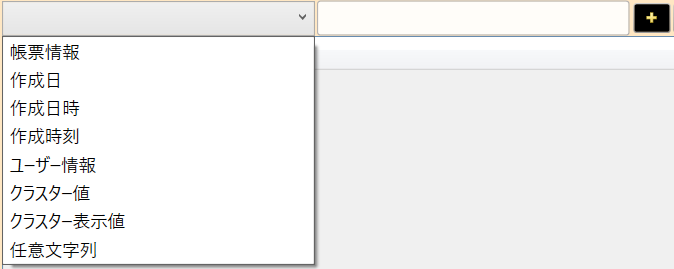 帳票情報
作成日
作成日時
作成時刻
ユーザー情報
クラスター値
クラスター表示値
任意文字列